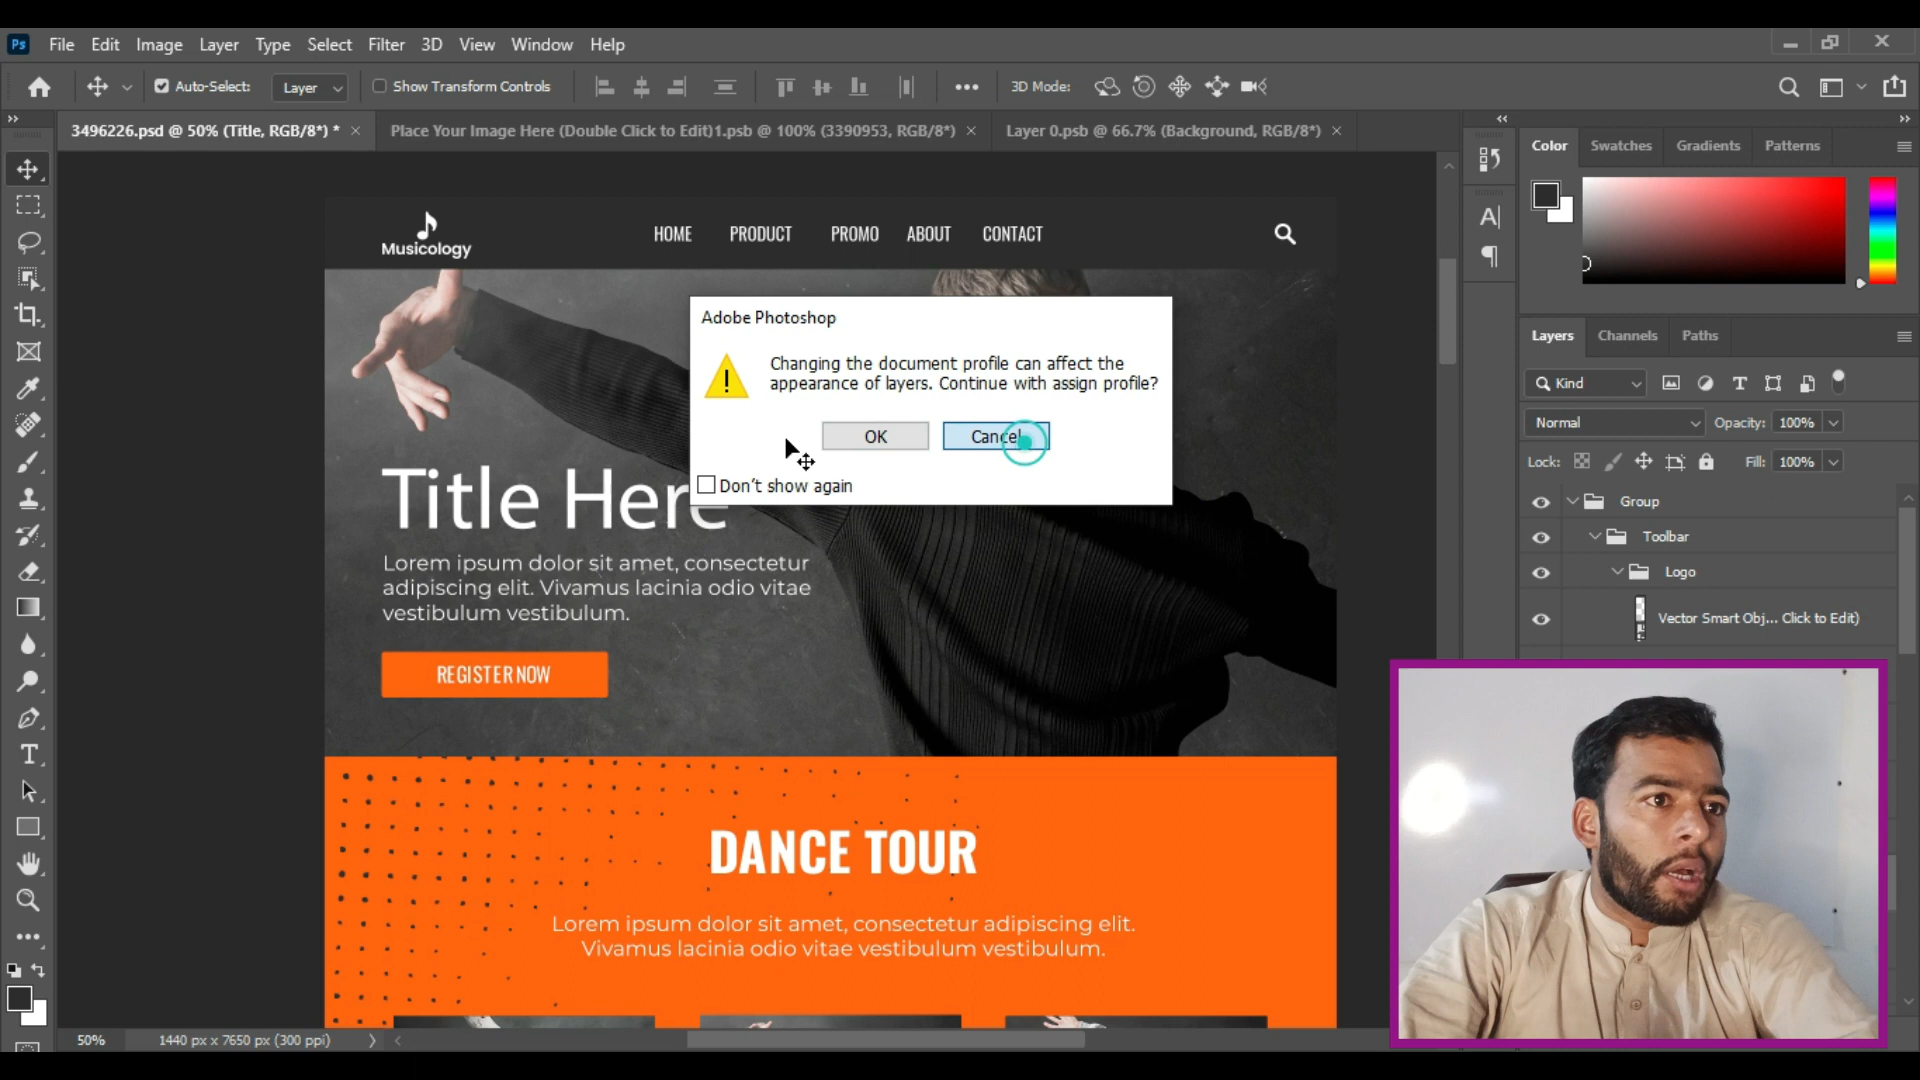 Ps File Edit Image Layer Type Select Filter 3D View Window Help
Auto-Select: Layer Show Transform Controls 3D Mode:
3496226.psd @ 50% (Title, RGB/8*) * Place Your Image Here (Double Click to Edit)1.psb @ 100% (3390953, RGB/8*) Layer 0.psb @ 66.7% (Background, RGB/8*)
Color Swatches Gradients Patterns
Musicology
HOME PRODUCT PROMO ABOUT CONTACT
Adobe Photoshop
Changing the document profile can affect the
appearance of layers. Continue with assign profile?
OK Cancel
Don't show again
Title Here
Lorem ipsum dolor sit amet, consectetur
adipiscing elit. Vivamus lacinia odio vitae
vestibulum vestibulum.
REGISTER NOW
DANCE TOUR
Lorem ipsum dolor sit amet, consectetur adipiscing elit.
Vivamus lacinia odio vitae vestibulum vestibulum.
Layers Channels Paths
Kind
Normal Opacity: 100%
Lock: Fill: 100%
Group
Toolbar
Logo
Vector Smart Obj... Click to Edit)
50% 1440 px x 7650 px (300 ppi)